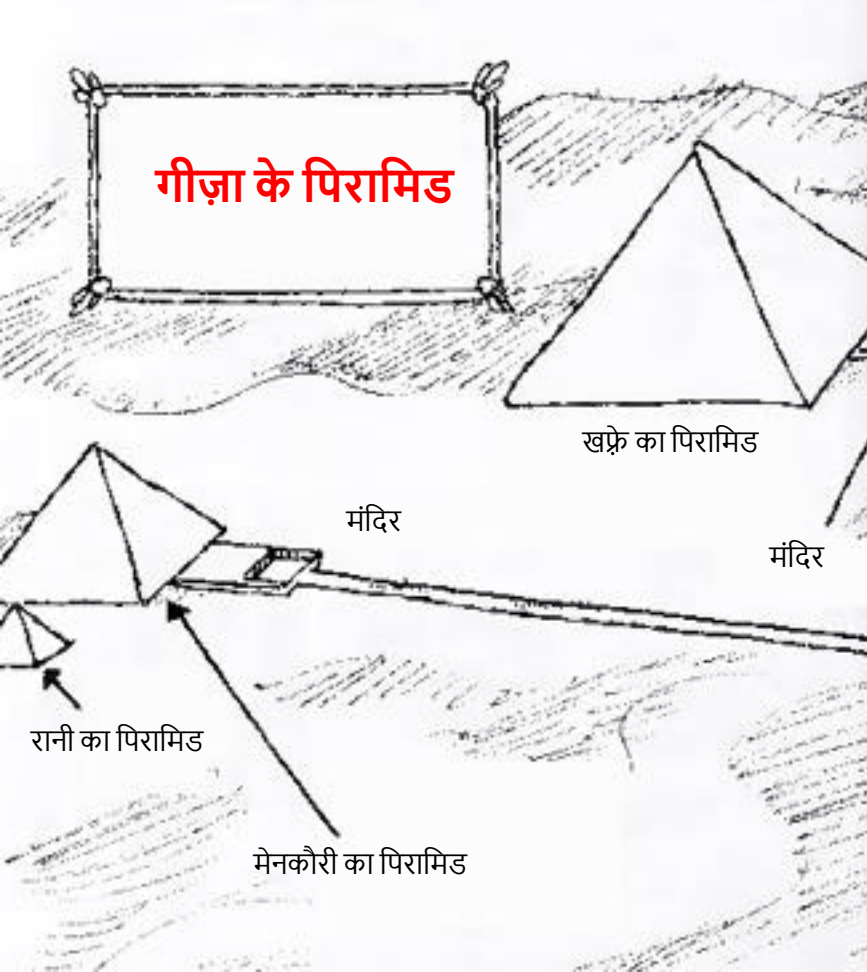 गीज़ा के पिरामिड
खफ़्रे का पिरामिड
मंदिर
मंदिर
रानी का पिरामिड
मेनकौरी का पिरामिड